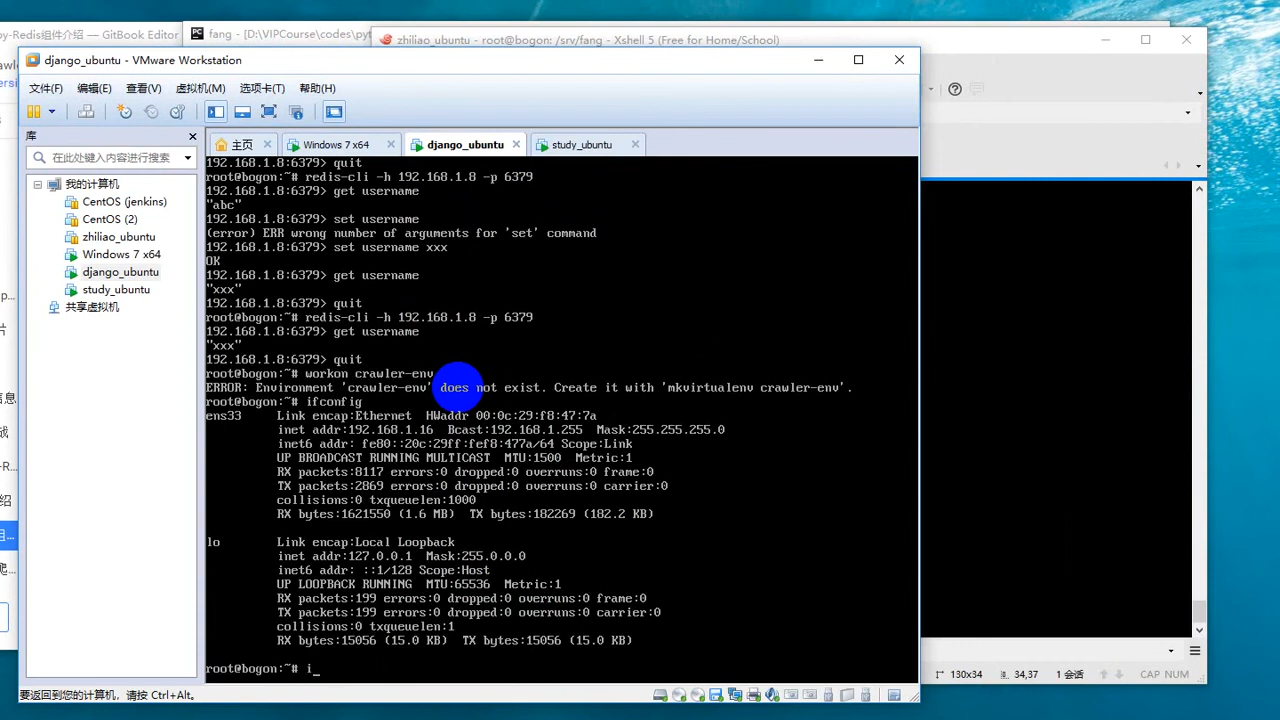 by-Redis组件介绍 — GitBook Editor
fang - [D:\VIPCourse\codes\pyt
zhiliao_ubuntu - root@bogon: /srv/fang - Xshell 5 (Free for Home/School)
django_ubuntu - VMware Workstation
文件(F) 编辑(E) 查看(V) 虚拟机(M) 选项卡(T) 帮助(H)
库
在此处键入内容进行搜索
我的计算机
CentOS (jenkins)
CentOS (2)
zhiliao_ubuntu
Windows 7 x64
django_ubuntu
study_ubuntu
共享虚拟机
主页 Windows 7 x64 django_ubuntu study_ubuntu
192.168.1.8:6379> quit
root@bogon:~# redis-cli -h 192.168.1.8 -p 6379
192.168.1.8:6379> get username
"abc"
192.168.1.8:6379> set username
(error) ERR wrong number of arguments for 'set' command
192.168.1.8:6379> set username xxx
OK
192.168.1.8:6379> get username
"xxx"
192.168.1.8:6379> quit
root@bogon:~# redis-cli -h 192.168.1.8 -p 6379
192.168.1.8:6379> get username
"xxx"
192.168.1.8:6379> quit
root@bogon:~# workon crawler-env
ERROR: Environment 'crawler-env' does not exist. Create it with 'mkvirtualenv crawler-env'.
root@bogon:~# ifconfig
ens33 Link encap:Ethernet HWaddr 00:0c:29:f8:47:7a
inet addr:192.168.1.16 Bcast:192.168.1.255 Mask:255.255.255.0
inet6 addr: fe80::20c:29ff:fef8:477a/64 Scope:Link
UP BROADCAST RUNNING MULTICAST MTU:1500 Metric:1
RX packets:8117 errors:0 dropped:0 overruns:0 frame:0
TX packets:2869 errors:0 dropped:0 overruns:0 carrier:0
collisions:0 txqueuelen:1000
RX bytes:1621550 (1.6 MB) TX bytes:182269 (182.2 KB)
lo Link encap:Local Loopback
inet addr:127.0.0.1 Mask:255.0.0.0
inet6 addr: ::1/128 Scope:Host
UP LOOPBACK RUNNING MTU:65536 Metric:1
RX packets:199 errors:0 dropped:0 overruns:0 frame:0
TX packets:199 errors:0 dropped:0 overruns:0 carrier:0
collisions:0 txqueuelen:1
RX bytes:15056 (15.0 KB) TX bytes:15056 (15.0 KB)
root@bogon:~# i_
要返回到您的计算机，请按 Ctrl+Alt。
130x34 34,37 1 会话 CAP NUM